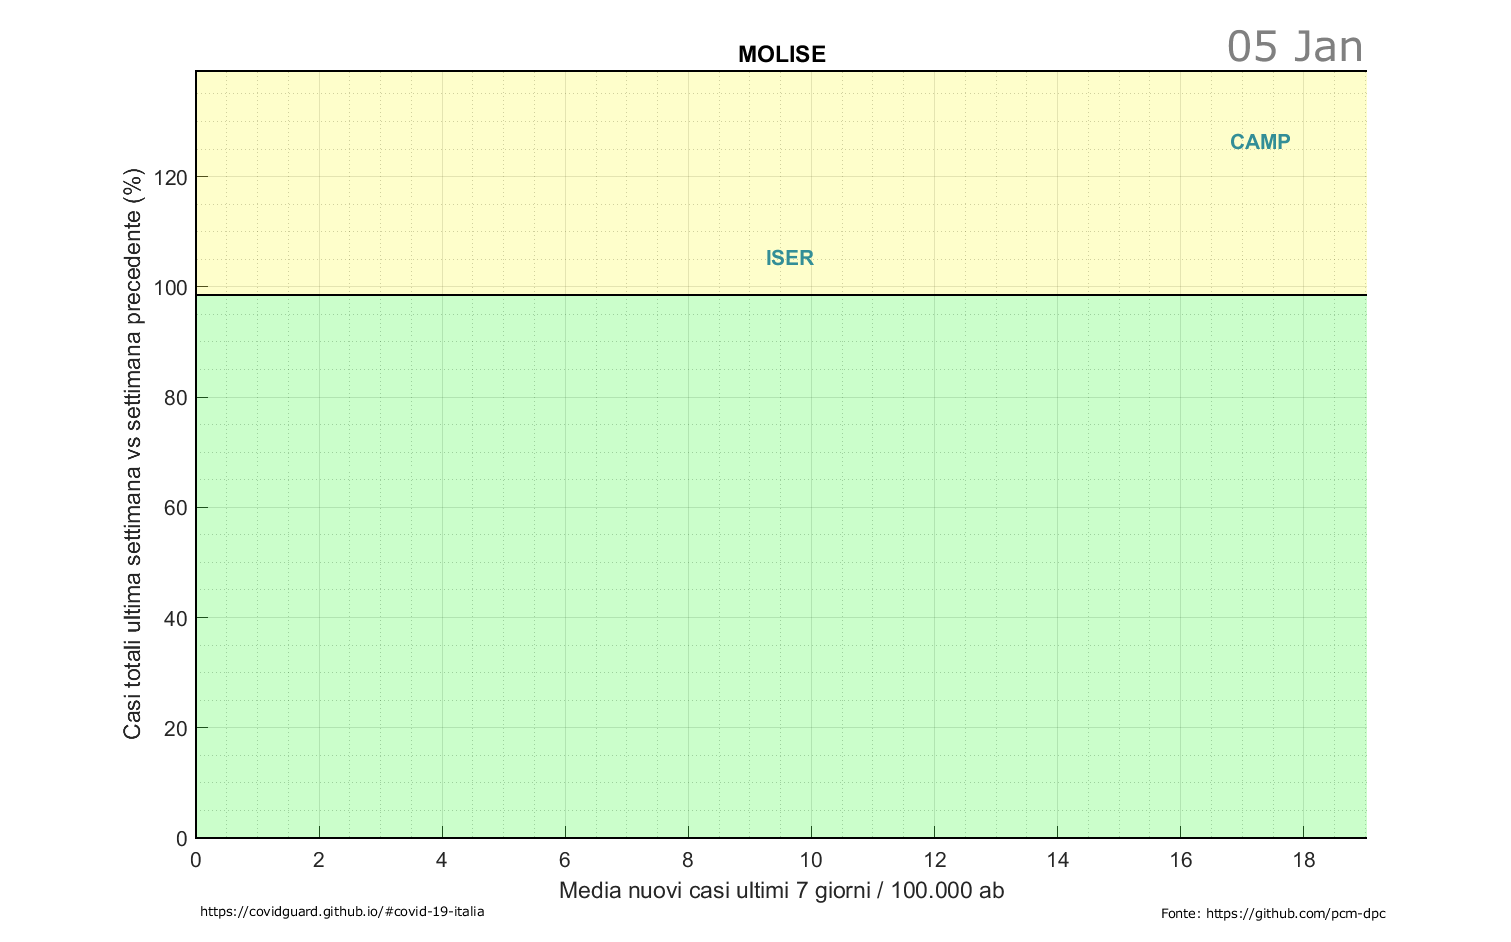 MOLISE
05 Jan
CAMP
ISER
Casi totali ultima settimana vs settimana precedente (%)
120
100
80
60
40
20
0
0 2 4 6 8 10 12 14 16 18
Media nuovi casi ultimi 7 giorni / 100.000 ab
https://covidguard.github.io/#covid-19-italia
Fonte: https://github.com/pcm-dpc